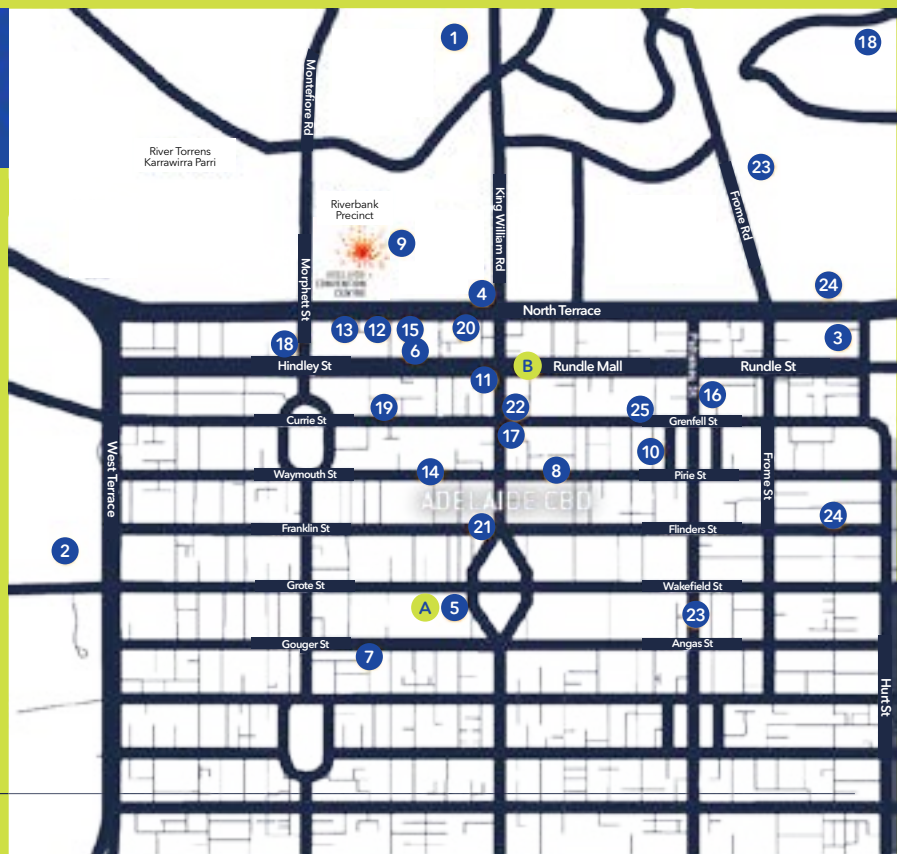 1
18
Montefiore Rd
River Torrens
Karrawirra Parri
23
King William Rd
Frome Rd
Riverbank
Precinct
9
Morphett St
CONVENTION
CENTRE
4
24
North Terrace
13
12
15
20
3
18
6
Hindley St
B
Rundle Mall
Rundle St
11
16
19
22
25
Currie St
Grenfell St
17
10
West Terrace
14
8
Waymouth St
Pirie St
Frome St
ADELAIDE CBD
24
21
Franklin St
Flinders St
2
Grote St
Wakefield St
A
5
23
Gouger St
Angas St
7
Hurt St